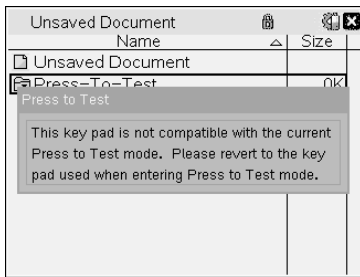 Unsaved Document
Name Size
Unsaved Document
Press-To-Test 0K
Press to Test
This key pad is not compatible with the current
Press to Test mode. Please revert to the key
pad used when entering Press to Test mode.